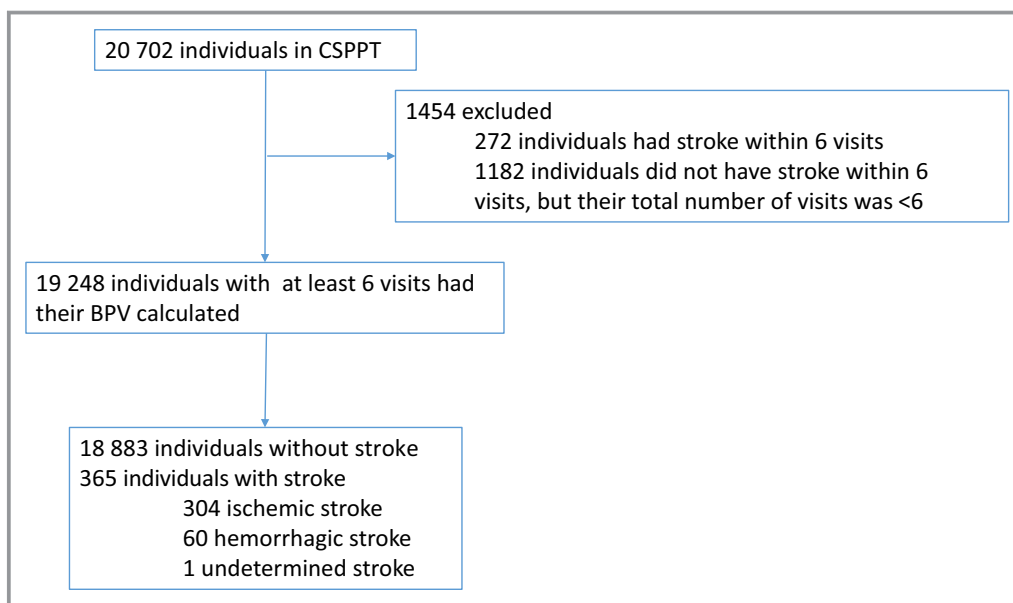 20 702 individuals in CSPPT
1454 excluded
272 individuals had stroke within 6 visits
1182 individuals did not have stroke within 6
visits, but their total number of visits was <6
19 248 individuals with at least 6 visits had
their BPV calculated
18 883 individuals without stroke
365 individuals with stroke
304 ischemic stroke
60 hemorrhagic stroke
1 undetermined stroke